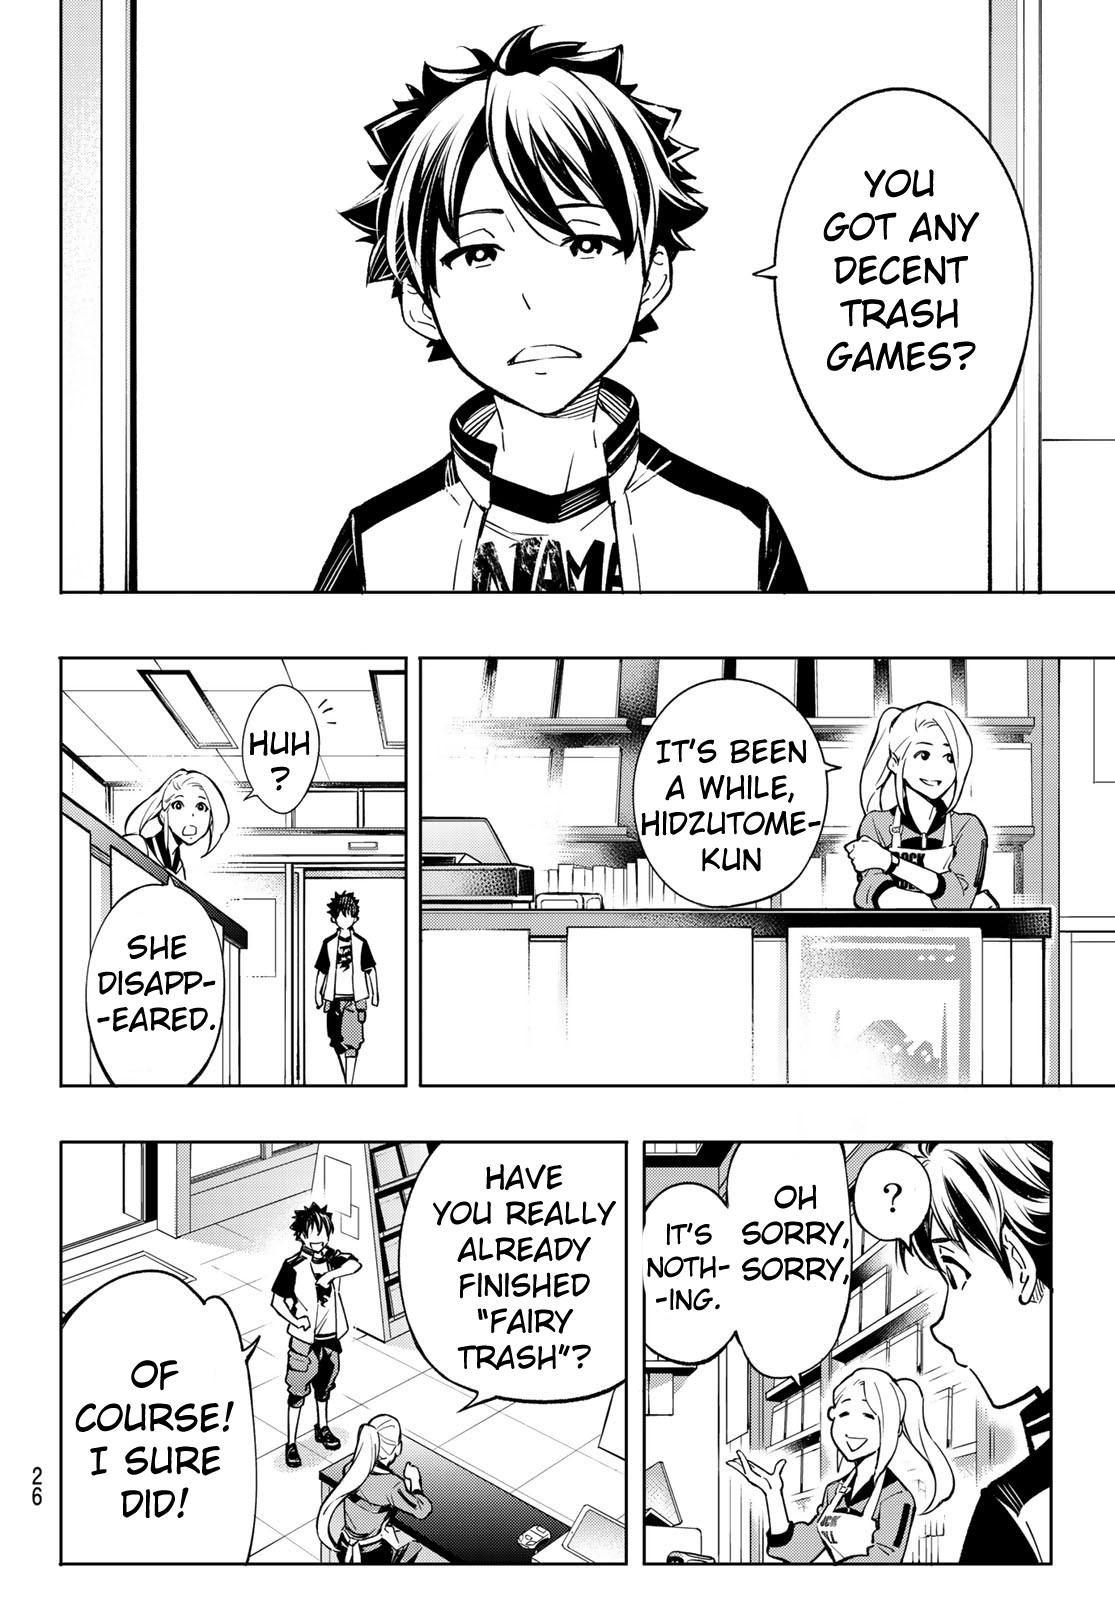 YOU
GOT ANY
DECENT
TRASH
GAMES?
NAMA
IT'S BEEN
A WHILE,
HIDZUTOME-
KUN
HUH
?
SHE
DISAPP-
-EARED.
?
OH
SORRY,
SORRY,
IT'S
NOTH-
-ING.
HAVE
YOU REALLY
ALREADY
FINISHED
"FAIRY
TRASH"?
OF
COURSE!
I SURE
DID!
26